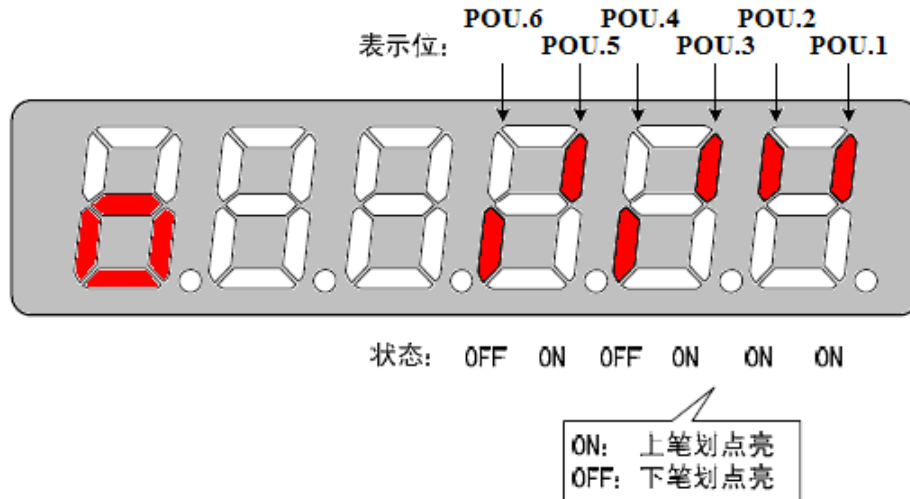 POU.6 POU.4 POU.2
表示位： POU.5 POU.3 POU.1
状态： OFF ON OFF ON ON ON
ON： 上笔划点亮
OFF： 下笔划点亮